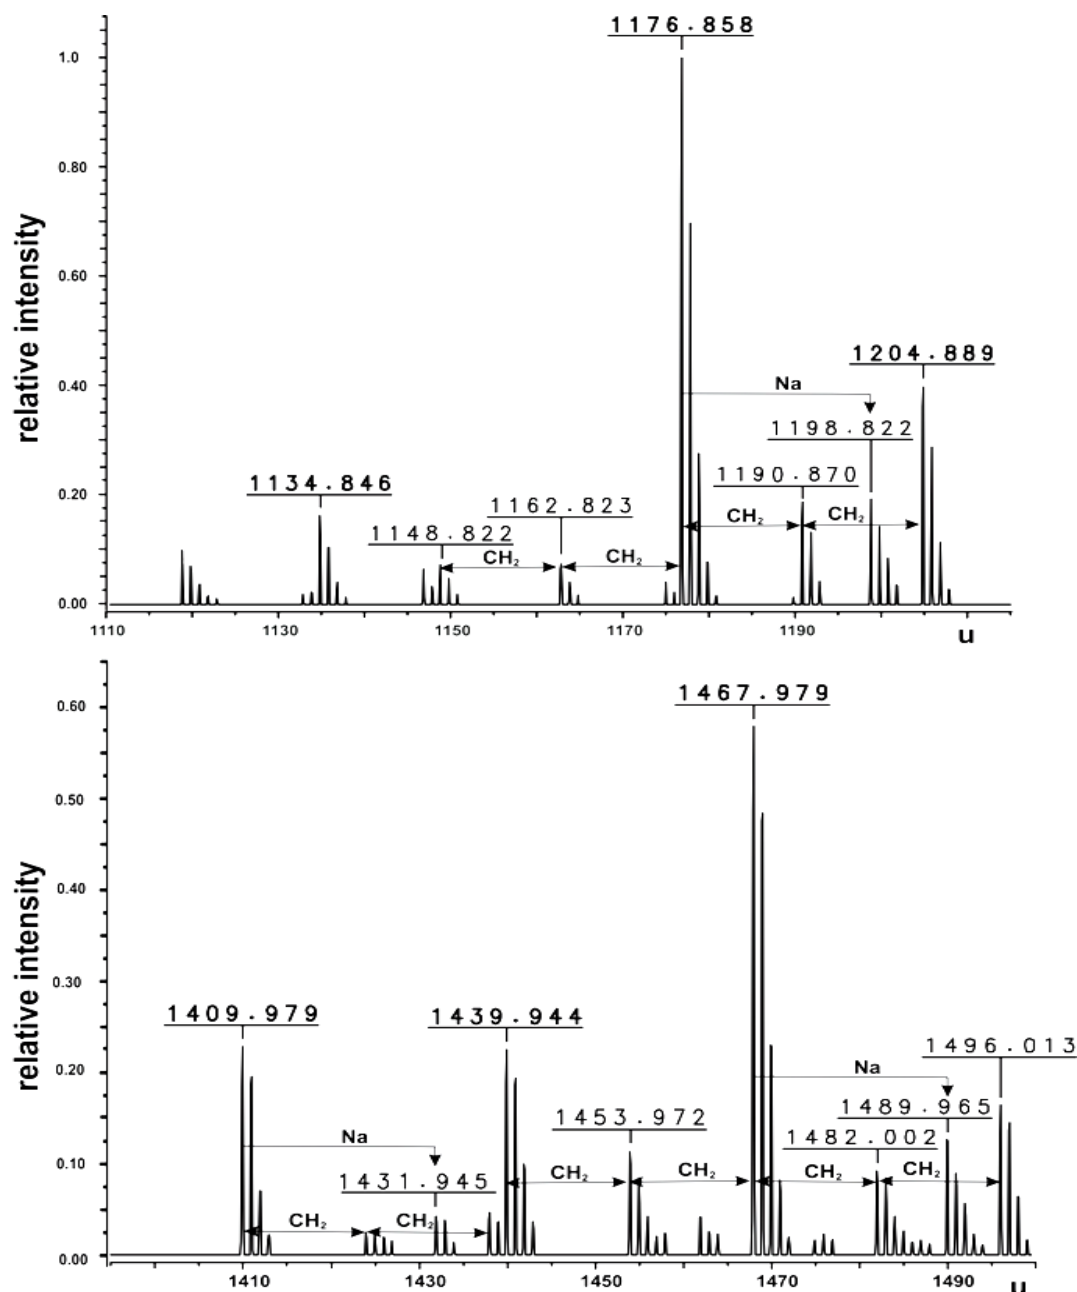 1176.858
1.0
0.80
relative intensity
0.60
1204.889
0.40
Na
1198.822
1190.870
1134.846
1162.823
0.20
1148.822
CH₂
CH₂
CH₂
CH₂
0.00
1110
1130
1150
1170
1190
u
1467.979
0.60
0.50
relative intensity
0.40
0.30
1409.979
1439.944
1496.013
0.20
Na
1453.972
1489.965
1482.002
Na
0.10
1431.945
CH₂
CH₂
CH₂
CH₂
CH₂
CH₂
0.00
1410
1430
1450
1470
1490
u